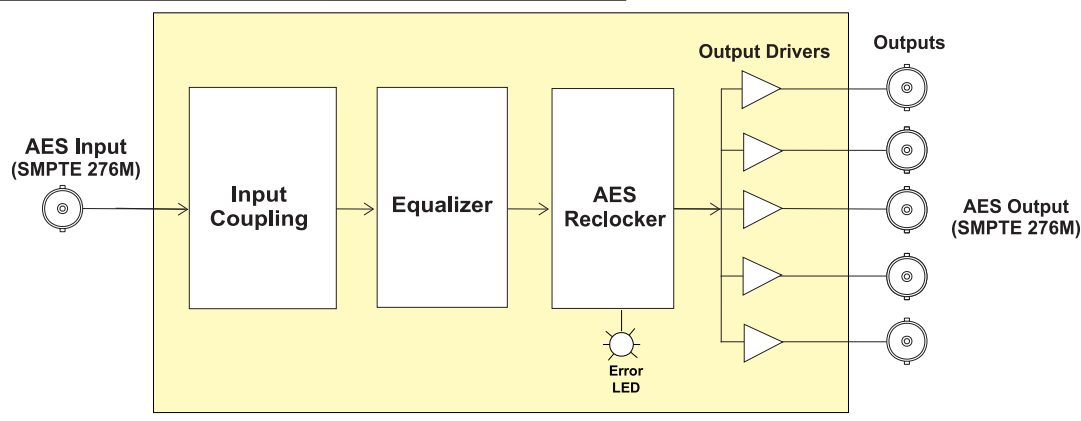 Output Drivers
Outputs
AES Input
(SMPTE 276M)
Input
Coupling
Equalizer
AES
Reclocker
AES Output
(SMPTE 276M)
Error
LED